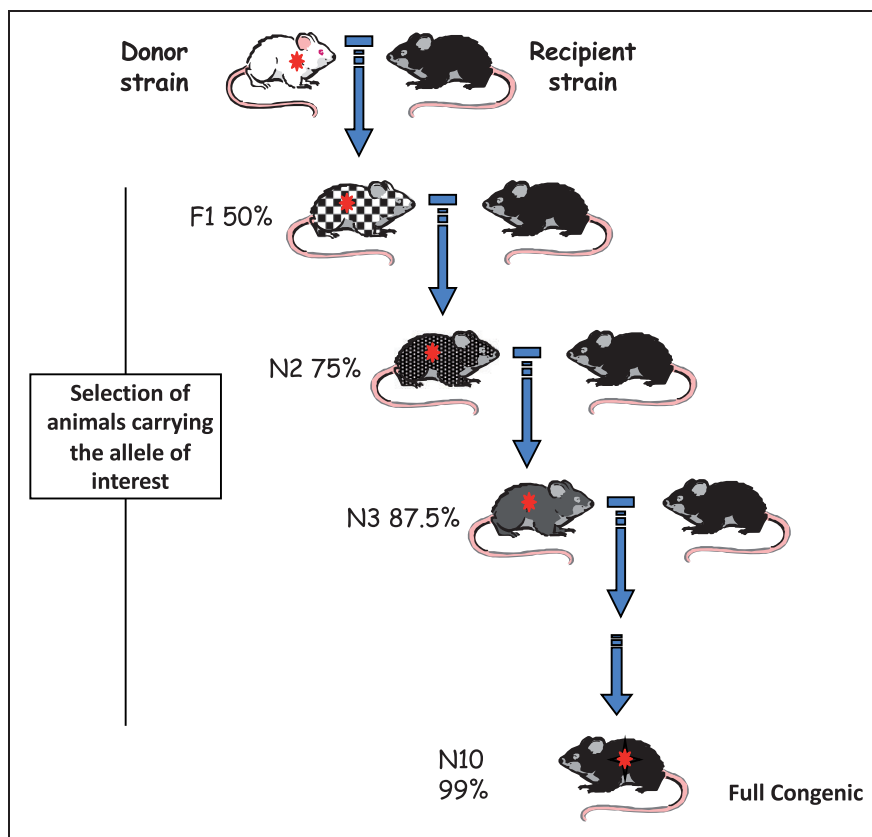 Donor
strain
Recipient
strain
F1 50%
N2 75%
Selection of
animals carrying
the allele of
interest
N3 87.5%
N10
99%
Full Congenic